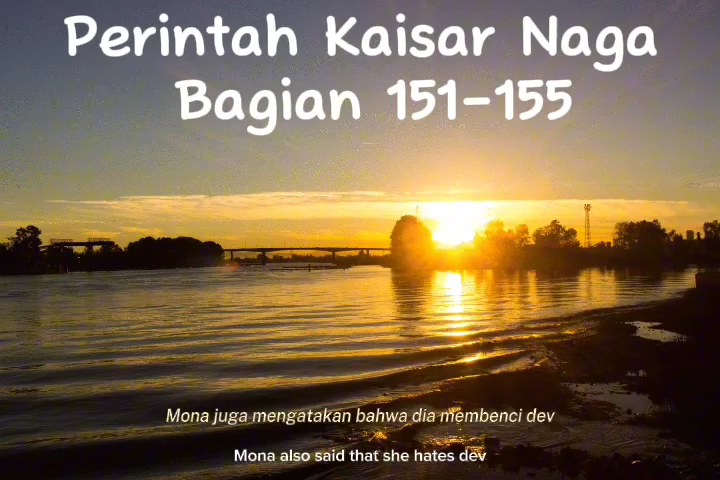 Perintah Kaisar Naga
Bagian 151-155
Mona juga mengatakan bahwa dia membenci dev
Mona also said that she hates dev